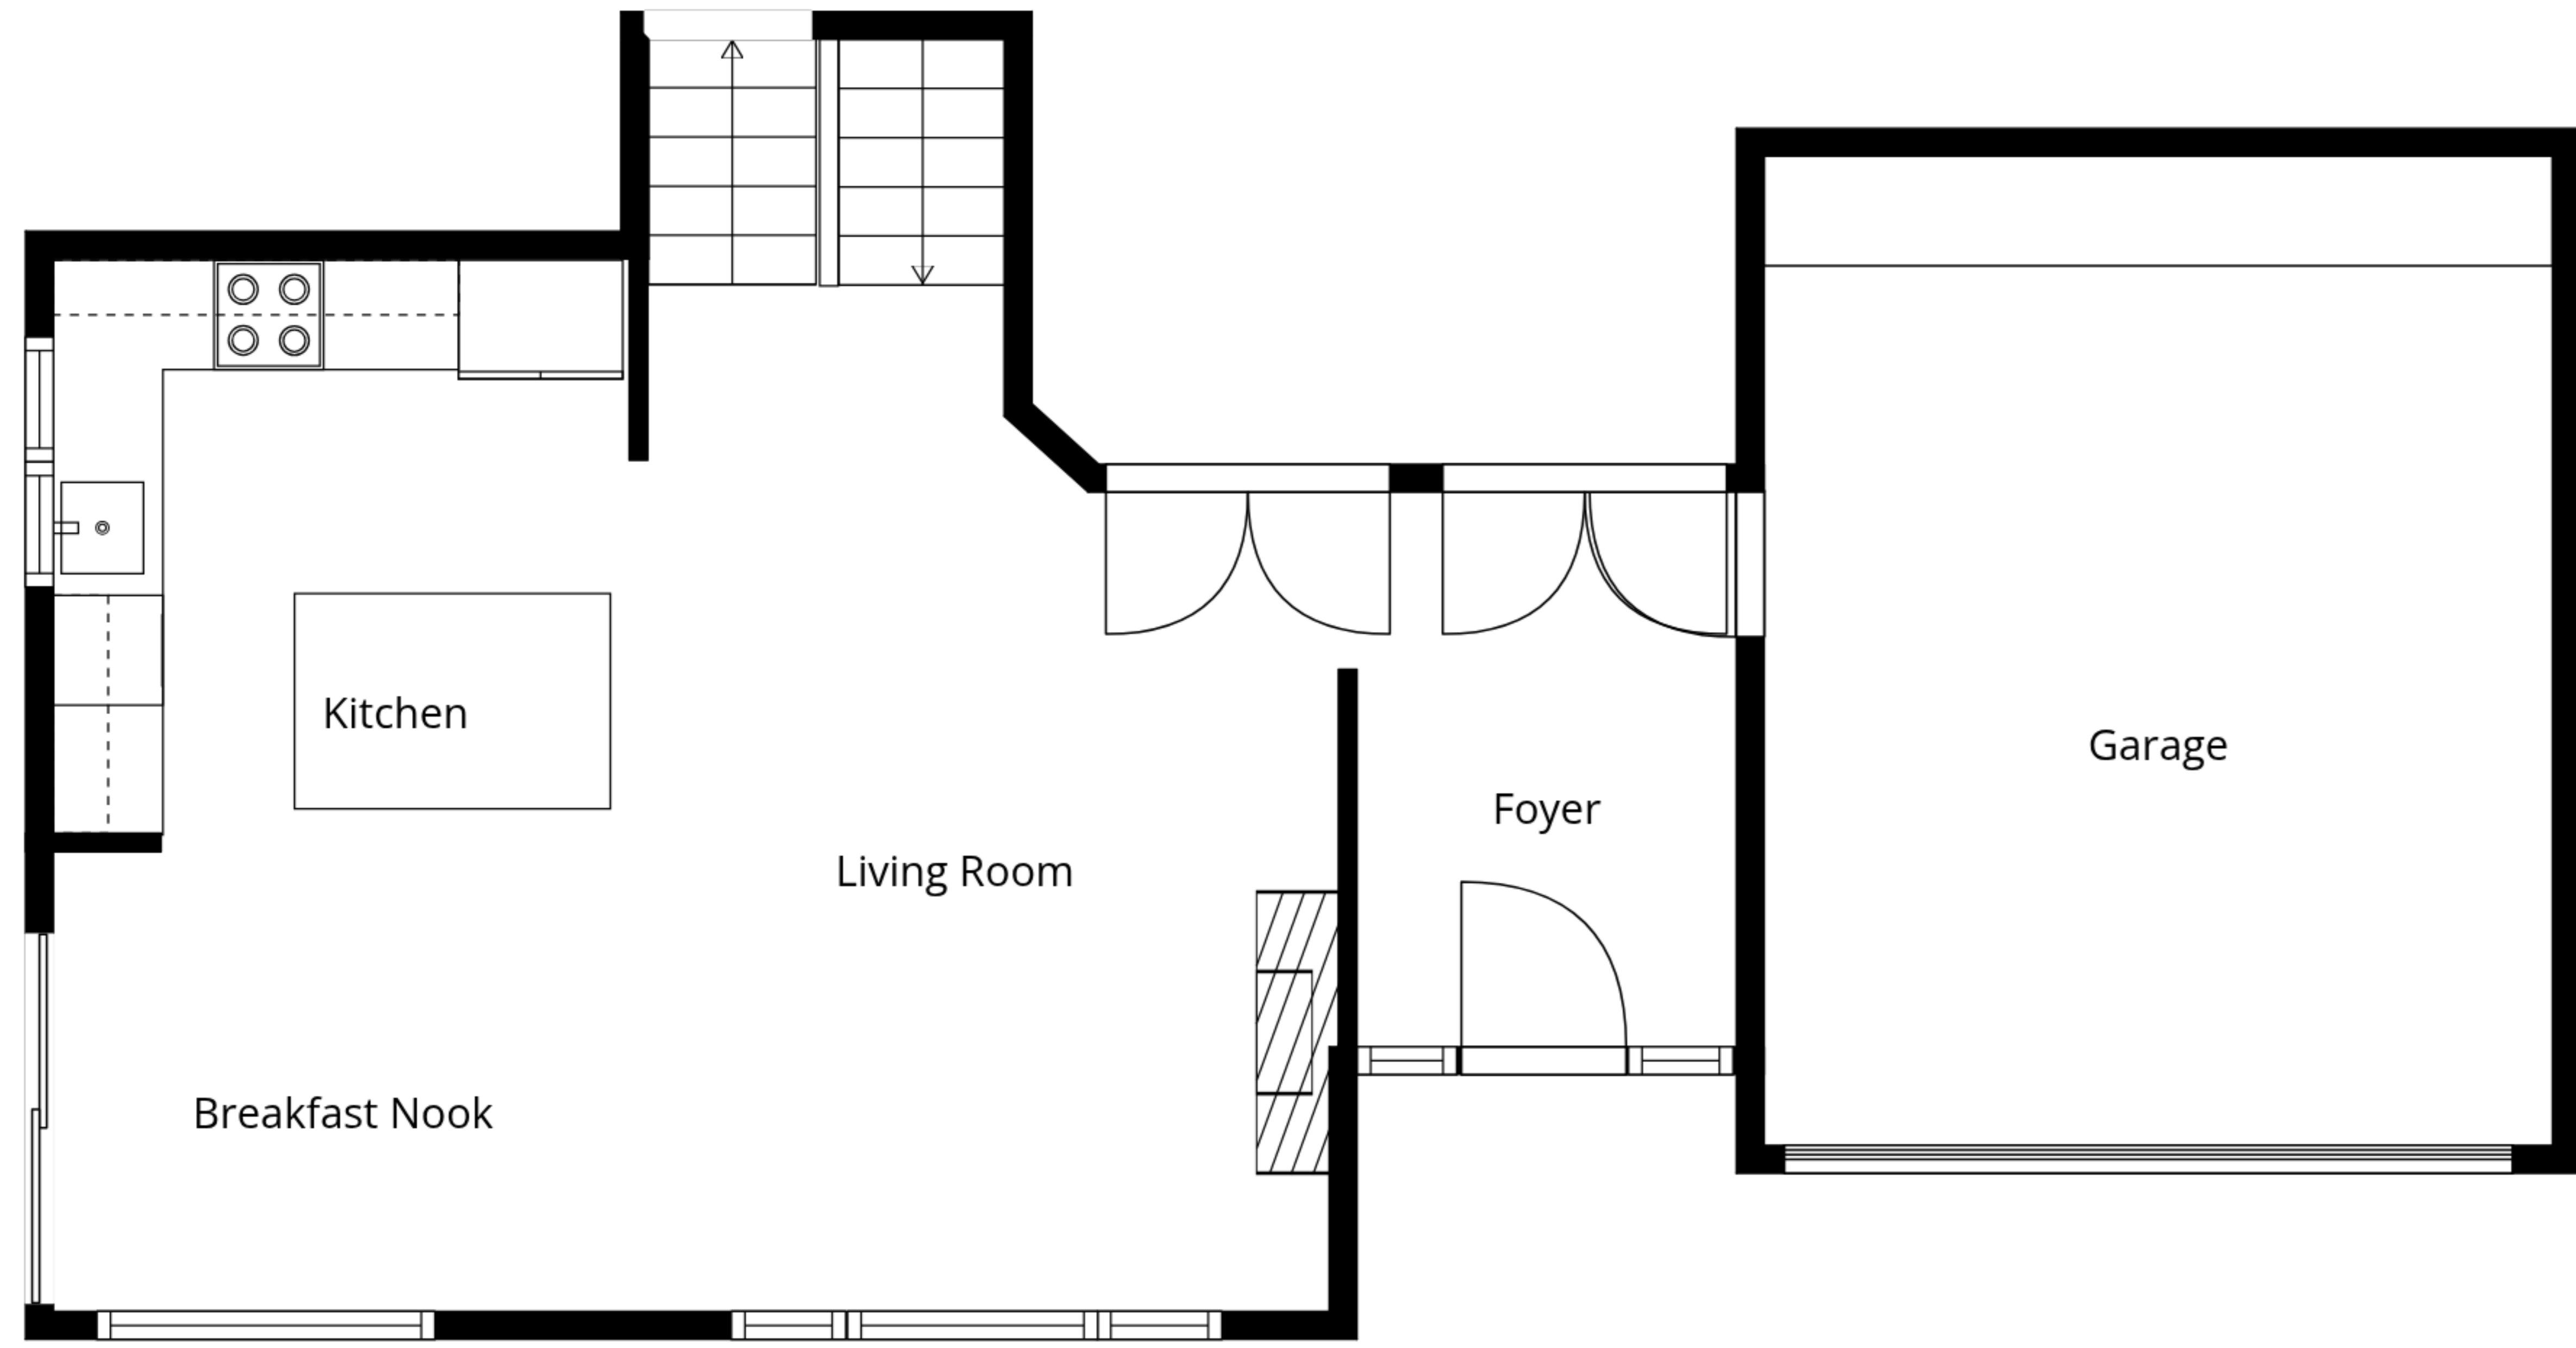 Kitchen
Garage
Foyer
Living Room
Breakfast Nook